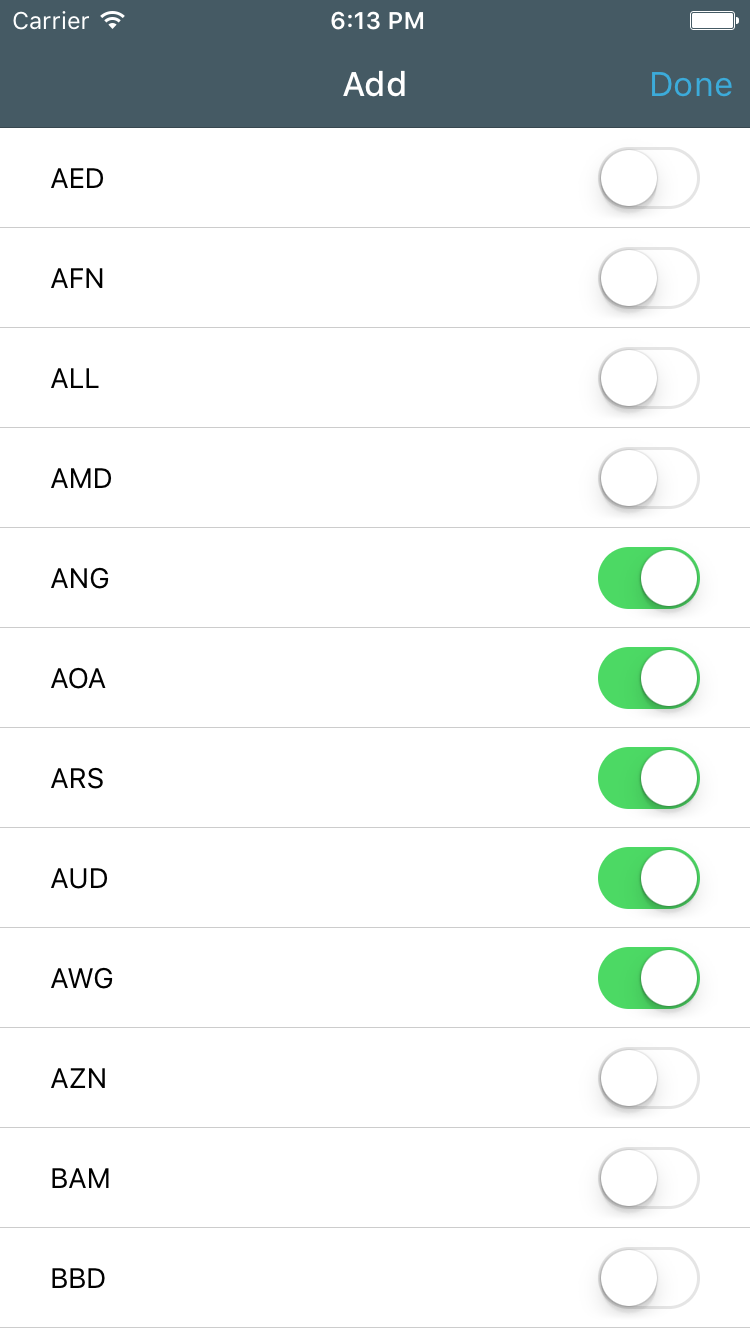 Carrier 6:13 PM
Add Done
AED
AFN
ALL
AMD
ANG
AOA
ARS
AUD
AWG
AZN
BAM
BBD